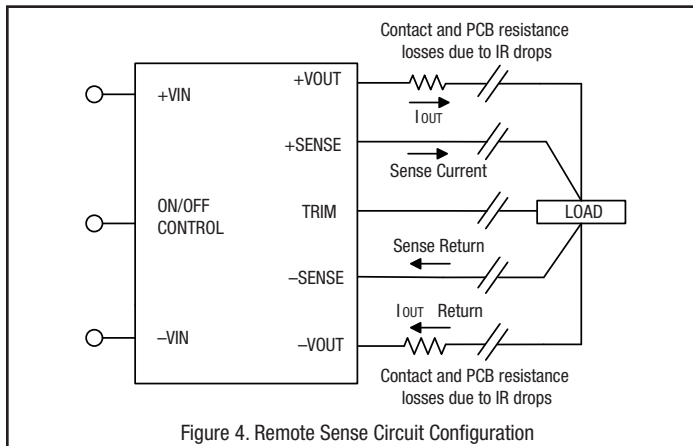 Contact and PCB resistance
losses due to IR drops
+VOUT
+VIN
IOUT
+SENSE
Sense Current
ON/OFF
CONTROL
TRIM
LOAD
Sense Return
–SENSE
IOUT Return
–VIN
–VOUT
Contact and PCB resistance
losses due to IR drops
Figure 4. Remote Sense Circuit Configuration